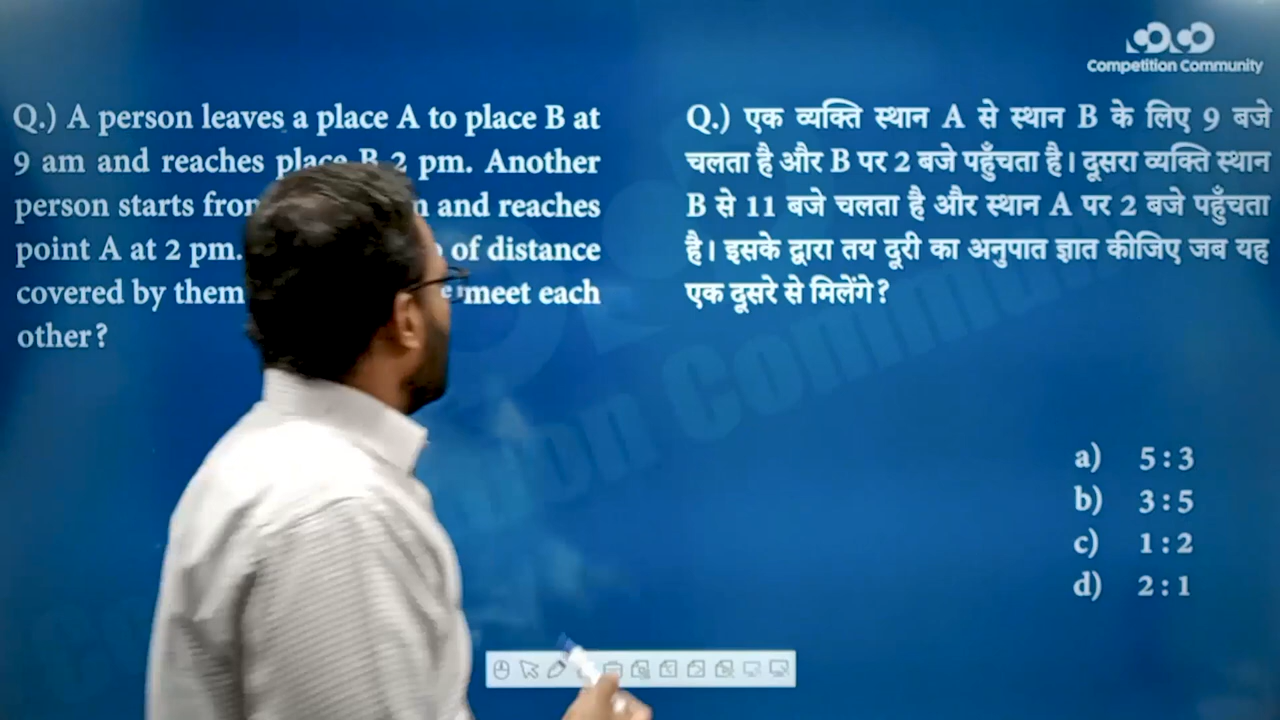 Competition Community
Q.) A person leaves a place A to place B at
9 am and reaches place B 2 pm. Another
person starts and reaches
point A at 2 pm. of distance
covered by them meet each
other?
Q.) एक व्यक्ति स्थान A से स्थान B के लिए 9 बजे
चलता है और B पर 2 बजे पहुँचता है। दूसरा व्यक्ति स्थान
B से 11 बजे चलता है और स्थान A पर 2 बजे पहुँचता
है। इसके द्वारा तय दूरी का अनुपात ज्ञात कीजिए जब यह
एक दूसरे से मिलेंगे?
a) 5:3
b) 3:5
c) 1:2
d) 2:1